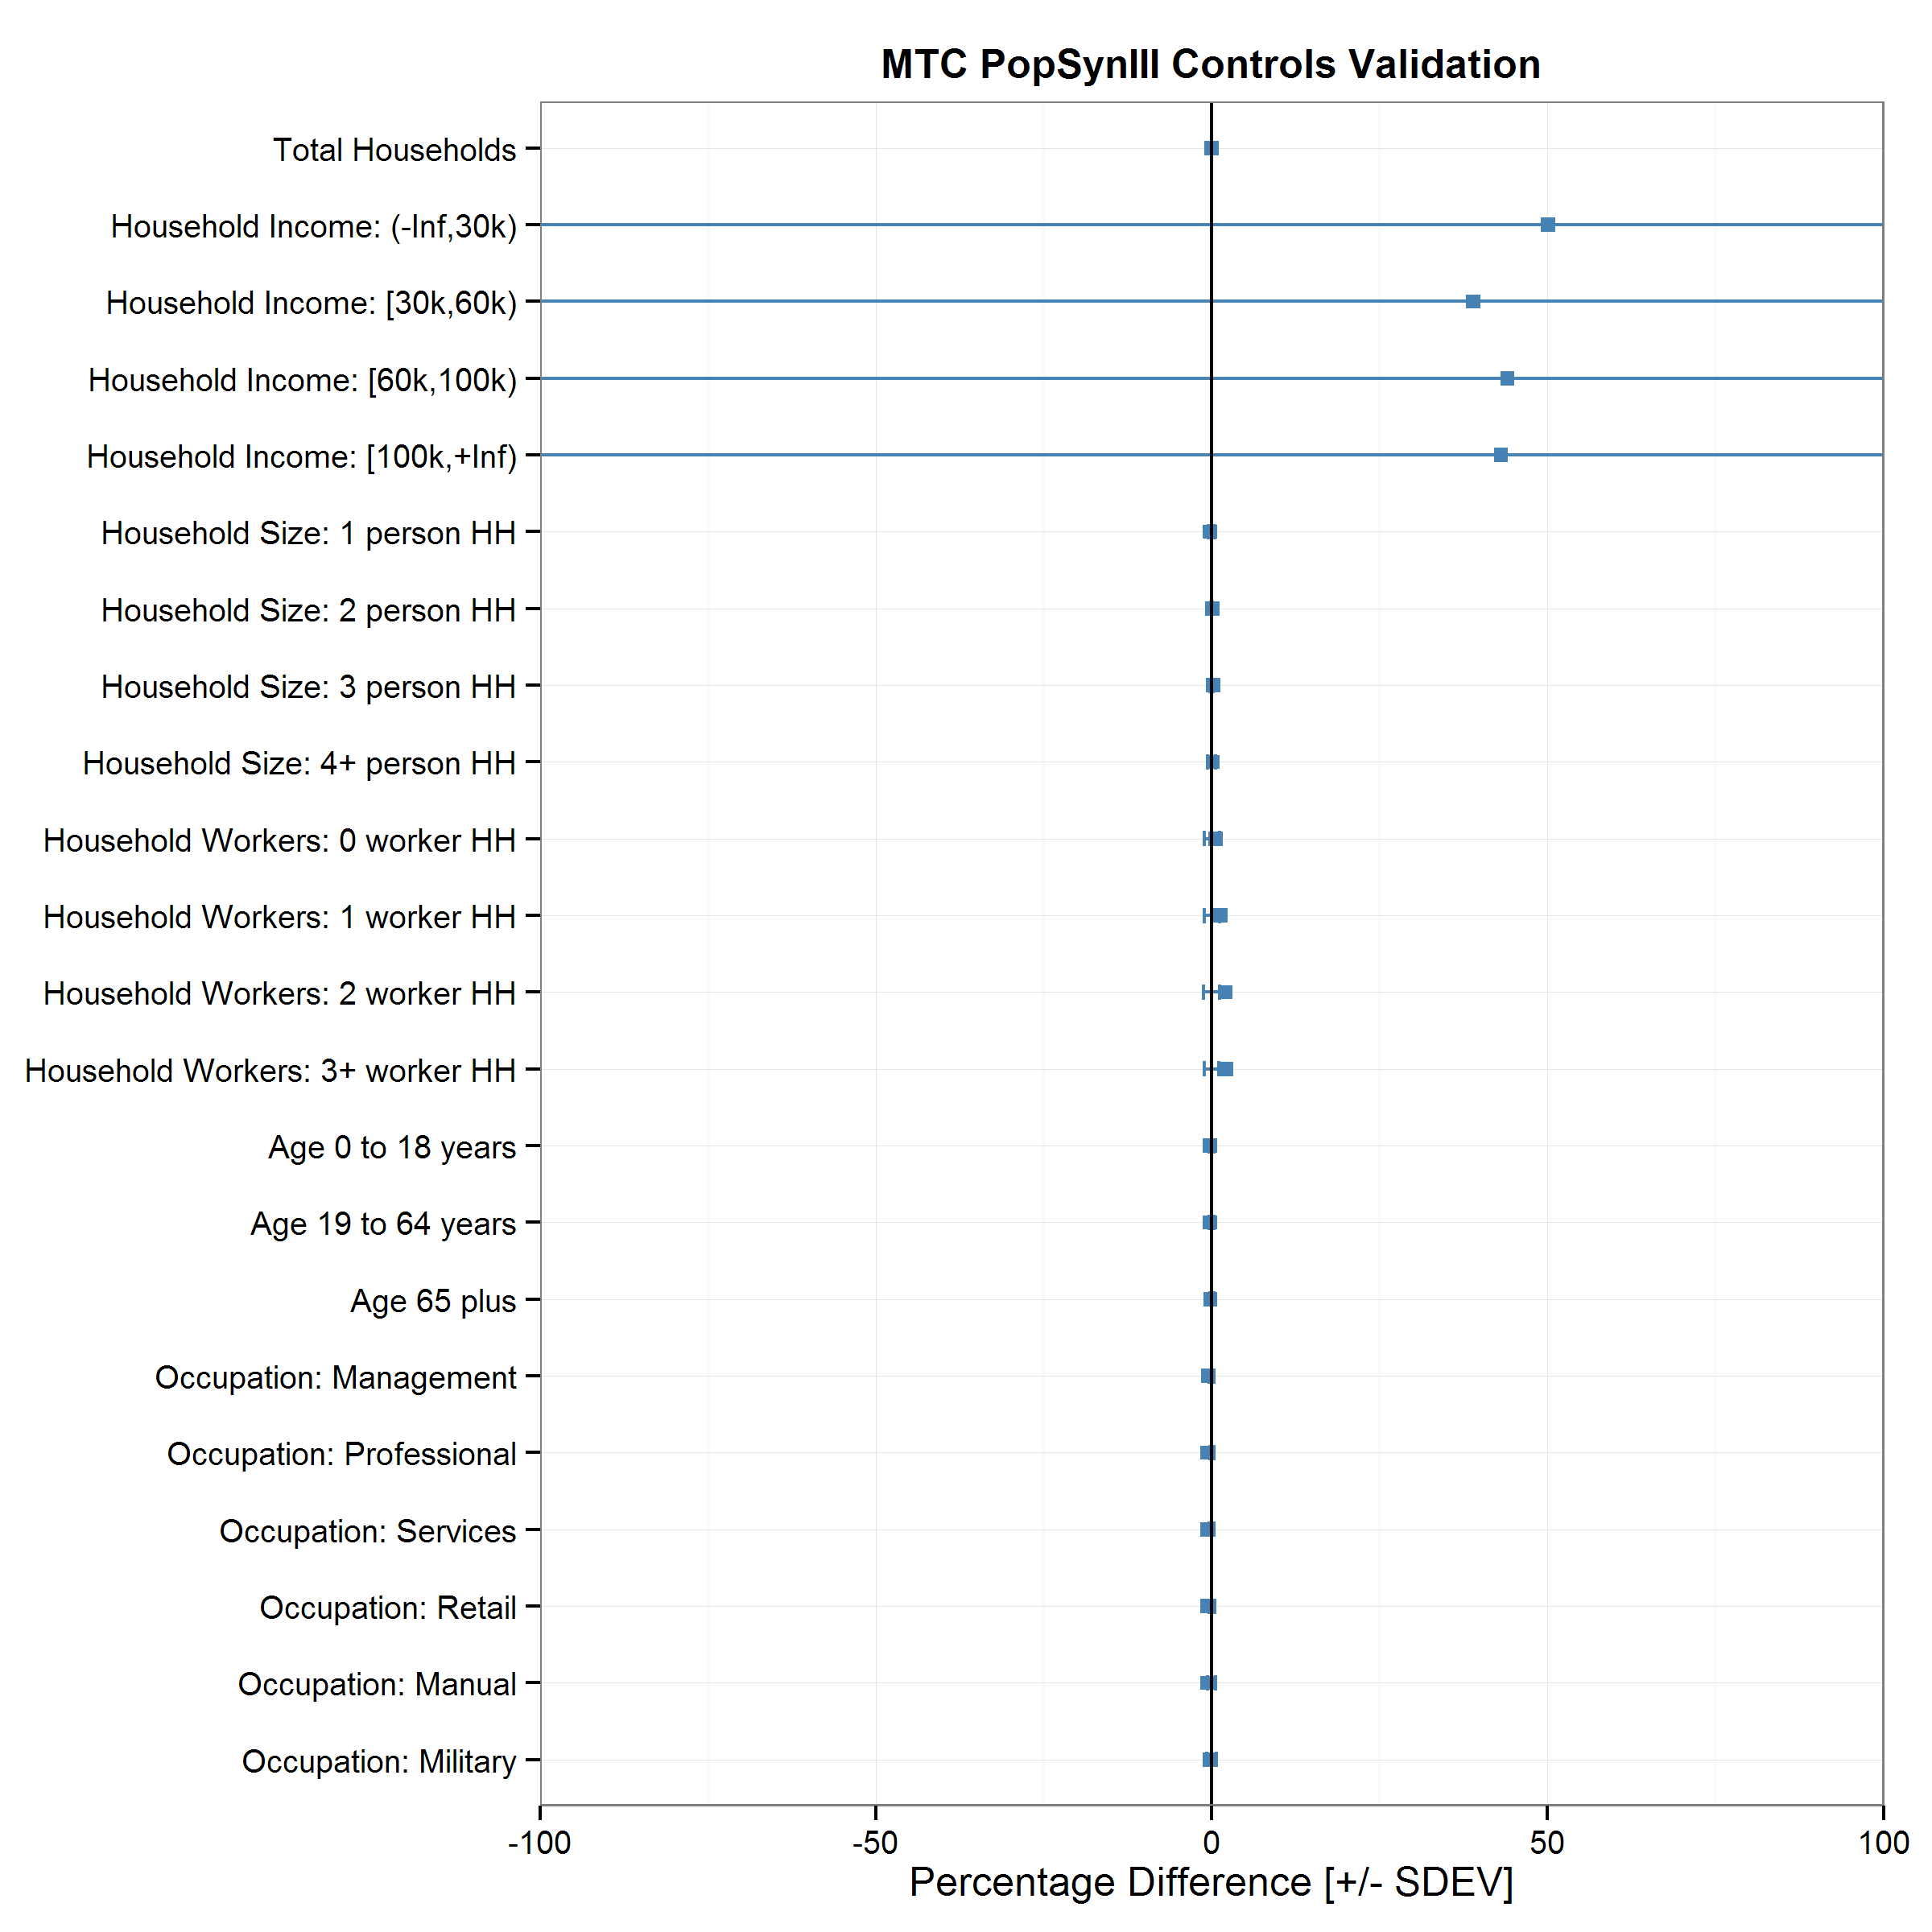 MTC PopSynIII Controls Validation
Total Households
Household Income: (-Inf,30k)
Household Income: [30k,60k)
Household Income: [60k,100k)
Household Income: [100k,+Inf)
Household Size: 1 person HH
Household Size: 2 person HH
Household Size: 3 person HH
Household Size: 4+ person HH
Household Workers: 0 worker HH
Household Workers: 1 worker HH
Household Workers: 2 worker HH
Household Workers: 3+ worker HH
Age 0 to 18 years
Age 19 to 64 years
Age 65 plus
Occupation: Management
Occupation: Professional
Occupation: Services
Occupation: Retail
Occupation: Manual
Occupation: Military
-100 -50 0 50 100
Percentage Difference [+/- SDEV]